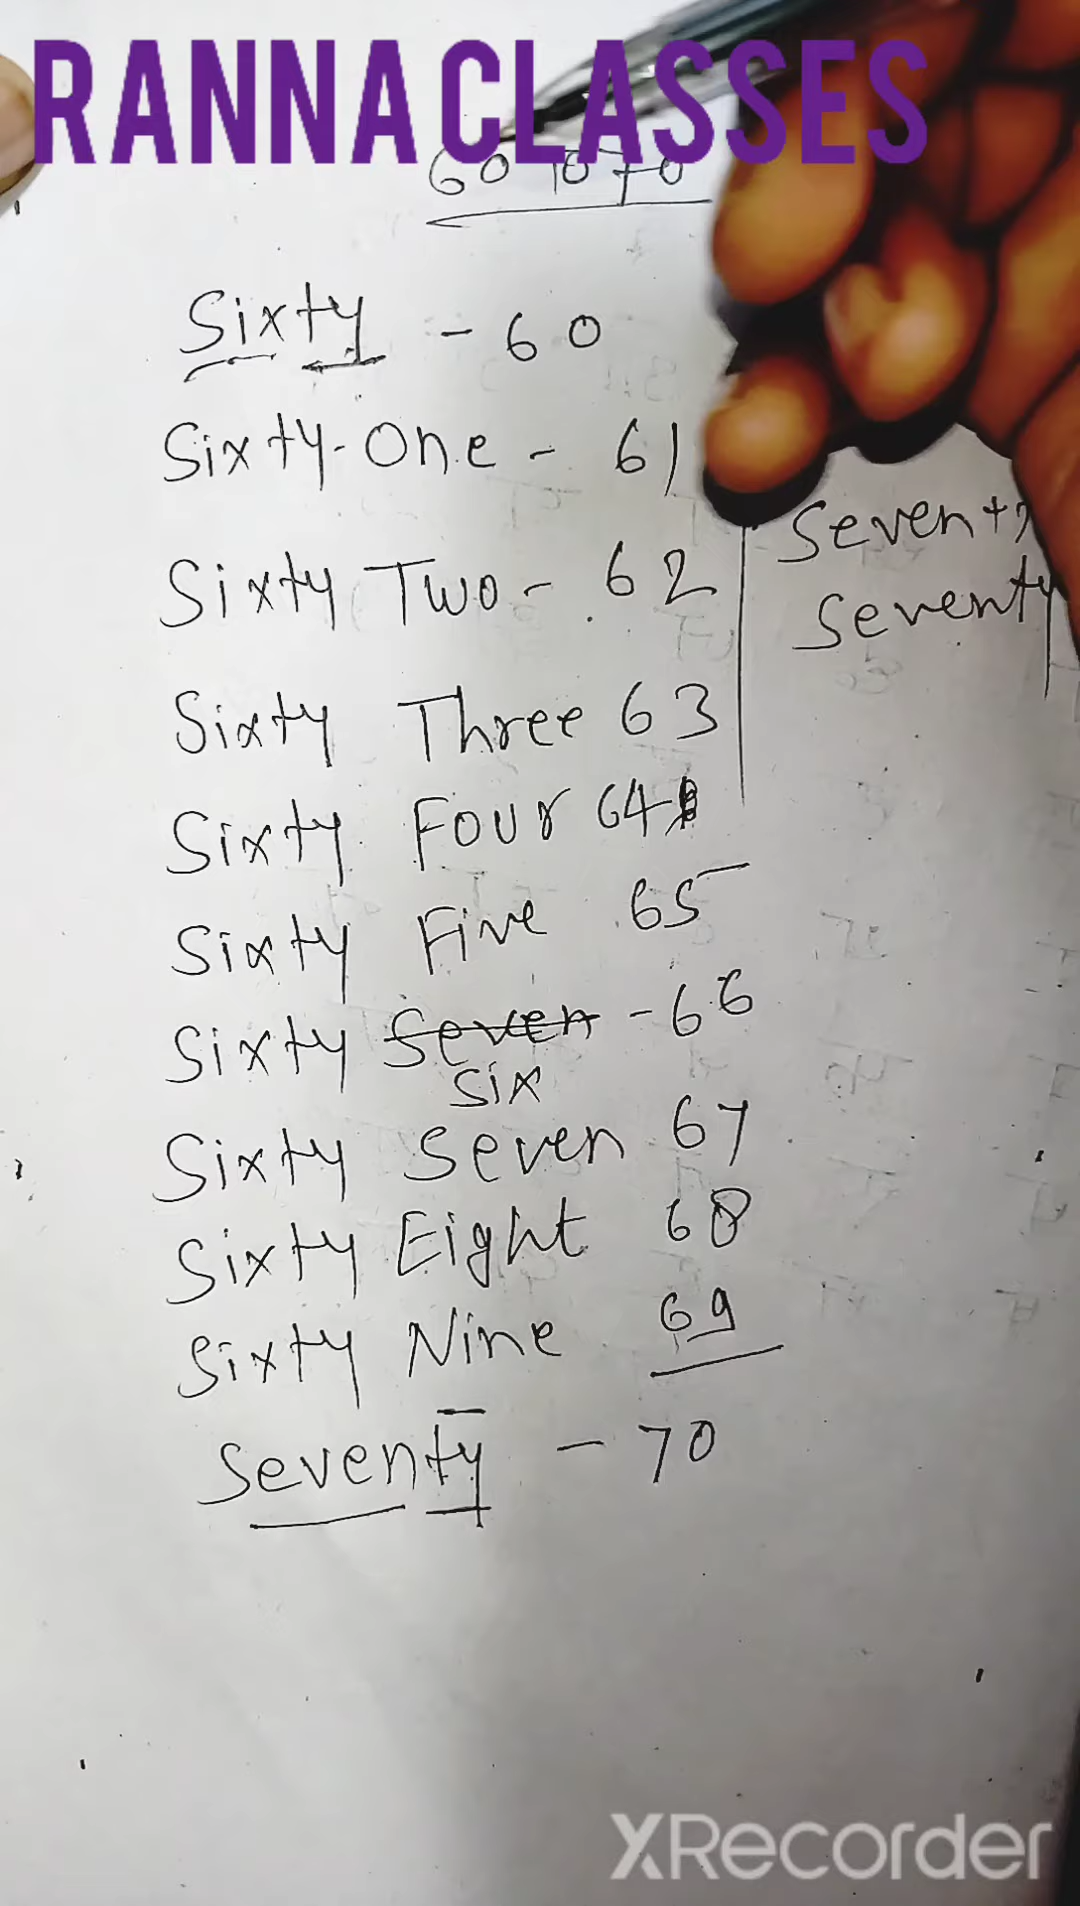 RANNA CLASSES
60 TO 70
Sixty - 60
Sixty-One - 61
Sixty Two - 62
Sixty Three 63
Sixty Four 64
Sixty Five 65
Sixty Seven - 66
six
Sixty Seven 67
Sixty Eight 68
Sixty Nine 69
Seventy - 70
Seventy
XRecorder